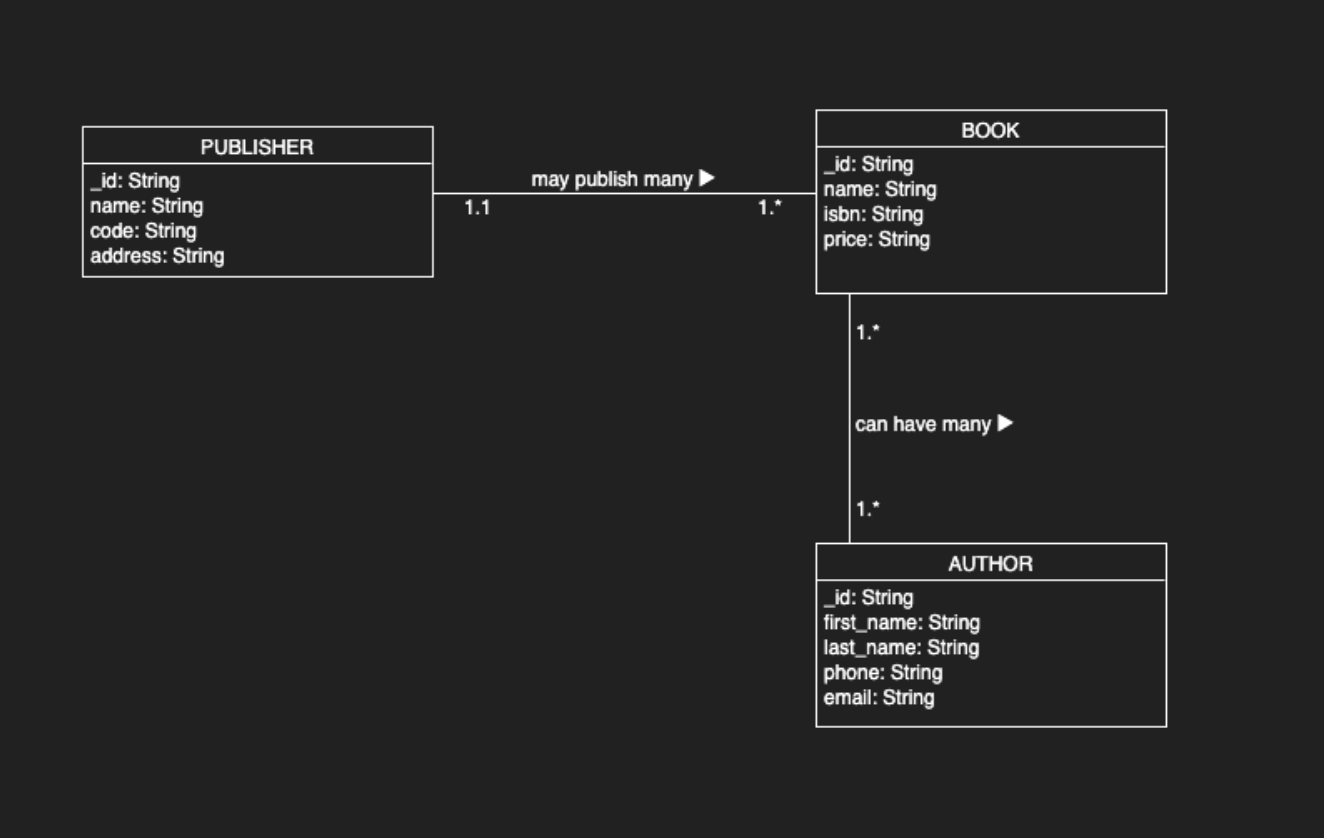 PUBLISHER
_id: String
name: String
code: String
address: String
may publish many ▶
1.1
1.*
BOOK
_id: String
name: String
isbn: String
price: String
1.*
can have many ▶
1.*
AUTHOR
_id: String
first_name: String
last_name: String
phone: String
email: String